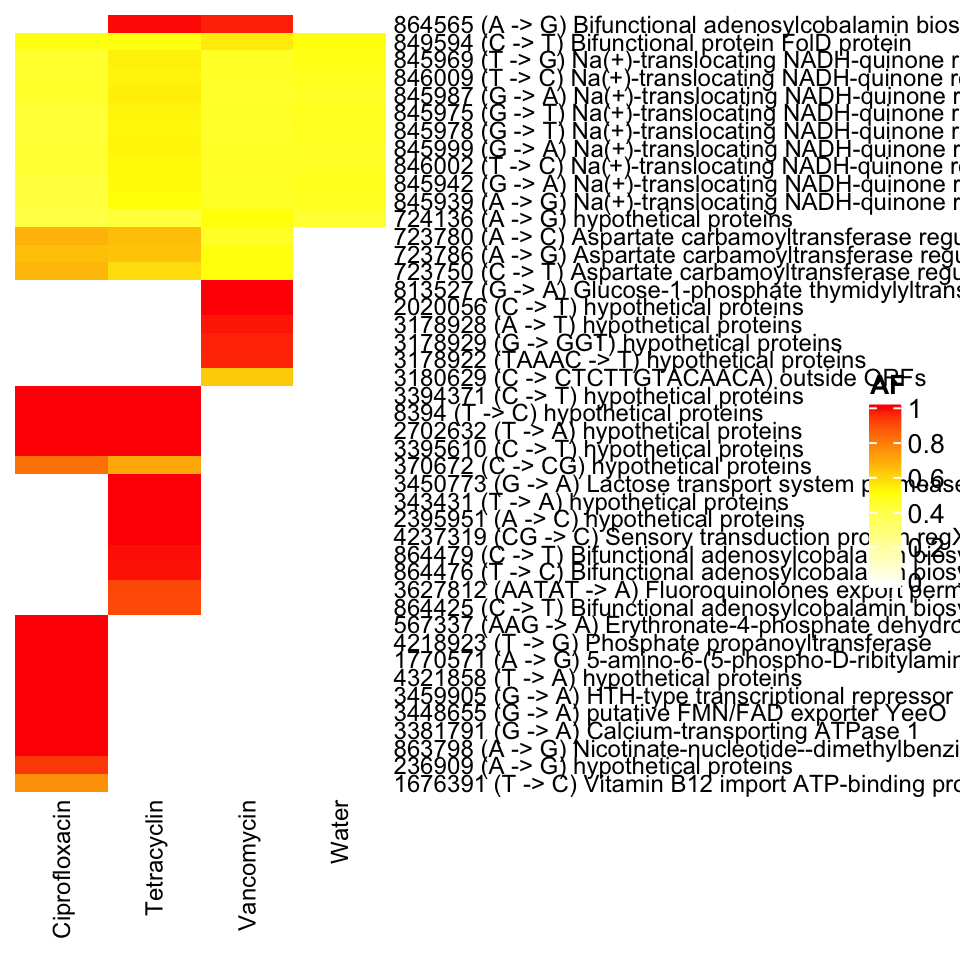 864565 (A -> G) Bifunctional adenosylcobalamin bios
849594 (C -> T) Bifunctional protein FolD protein
845969 (T -> G) Na(+)-translocating NADH-quinone r
846009 (T -> C) Na(+)-translocating NADH-quinone re
845987 (G -> A) Na(+)-translocating NADH-quinone r
845975 (G -> T) Na(+)-translocating NADH-quinone r
845978 (G -> T) Na(+)-translocating NADH-quinone r
845999 (G -> A) Na(+)-translocating NADH-quinone r
846002 (T -> C) Na(+)-translocating NADH-quinone re
845942 (G -> A) Na(+)-translocating NADH-quinone r
845939 (A -> G) Na(+)-translocating NADH-quinone r
724136 (A -> G) hypothetical proteins
723780 (A -> C) Aspartate carbamoyltransferase regu
723786 (A -> G) Aspartate carbamoyltransferase regu
723750 (C -> T) Aspartate carbamoyltransferase regu
813527 (G -> A) Glucose-1-phosphate thymidylyltrans
2020056 (C -> T) hypothetical proteins
3178928 (A -> T) hypothetical proteins
3178929 (G -> GGT) hypothetical proteins
3178922 (TAAAC -> T) hypothetical proteins
3180629 (C -> CTCTTGTACAACA) outside ORFs
3394371 (C -> T) hypothetical proteins
8394 (T -> C) hypothetical proteins
2702632 (T -> A) hypothetical proteins
3395610 (C -> T) hypothetical proteins
370672 (C -> CG) hypothetical proteins
3450773 (G -> A) Lactose transport system permease
343431 (T -> A) hypothetical proteins
2395951 (A -> C) hypothetical proteins
4237319 (CG -> C) Sensory transduction protein regX
864479 (C -> T) Bifunctional adenosylcobalamin biosy
864476 (T -> C) Bifunctional adenosylcobalamin biosy
3627812 (AATAT -> A) Fluoroquinolones export perm
864425 (C -> T) Bifunctional adenosylcobalamin biosy
567337 (AAG -> A) Erythronate-4-phosphate dehydro
4218923 (T -> G) Phosphate propanoyltransferase
1770571 (A -> G) 5-amino-6-(5-phospho-D-ribitylamin
4321858 (T -> A) hypothetical proteins
3459905 (G -> A) HTH-type transcriptional repressor
3448655 (G -> A) putative FMN/FAD exporter YeeO
3381791 (G -> A) Calcium-transporting ATPase 1
863798 (A -> G) Nicotinate-nucleotide--dimethylbenzi
236909 (A -> G) hypothetical proteins
1676391 (T -> C) Vitamin B12 import ATP-binding pro
AF
1
0.8
0.6
0.4
0.2
0
Ciprofloxacin
Tetracyclin
Vancomycin
Water